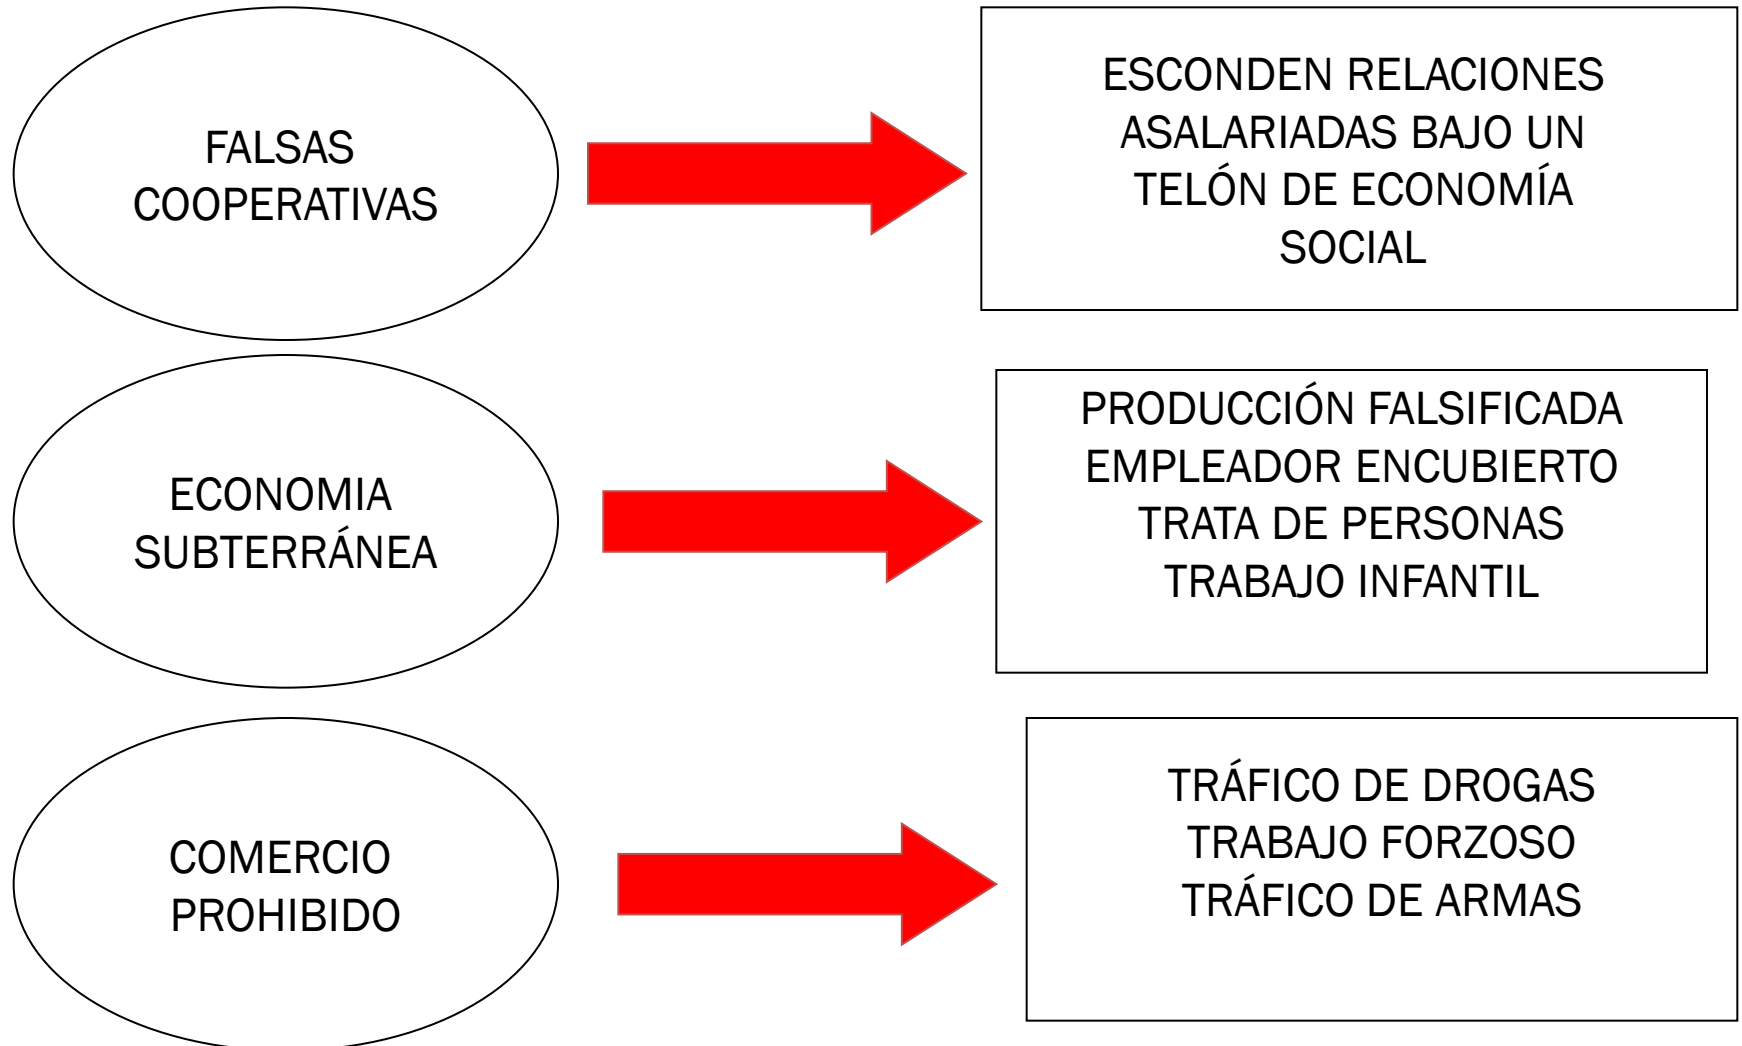 FALSAS
COOPERATIVAS
ESCONDEN RELACIONES
ASALARIADAS BAJO UN
TELÓN DE ECONOMÍA
SOCIAL
ECONOMIA
SUBTERRÁNEA
PRODUCCIÓN FALSIFICADA
EMPLEADOR ENCUBIERTO
TRATA DE PERSONAS
TRABAJO INFANTIL
COMERCIO
PROHIBIDO
TRÁFICO DE DROGAS
TRABAJO FORZOSO
TRÁFICO DE ARMAS